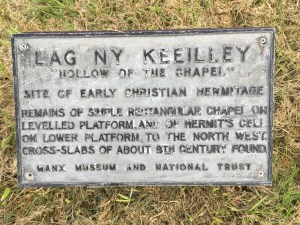 LAG NY KEEILLEY
"HOLLOW OF THE CHAPEL"
SITE OF EARLY CHRISTIAN HERMITAGE
REMAINS OF SIMPLE RECTANGULAR CHAPEL ON
LEVELLED PLATFORM, AND OF HERMIT'S CELL
ON LOWER PLATFORM TO THE NORTH WEST.
CROSS-SLABS OF ABOUT 8TH CENTURY FOUND.
MANX MUSEUM AND NATIONAL TRUST